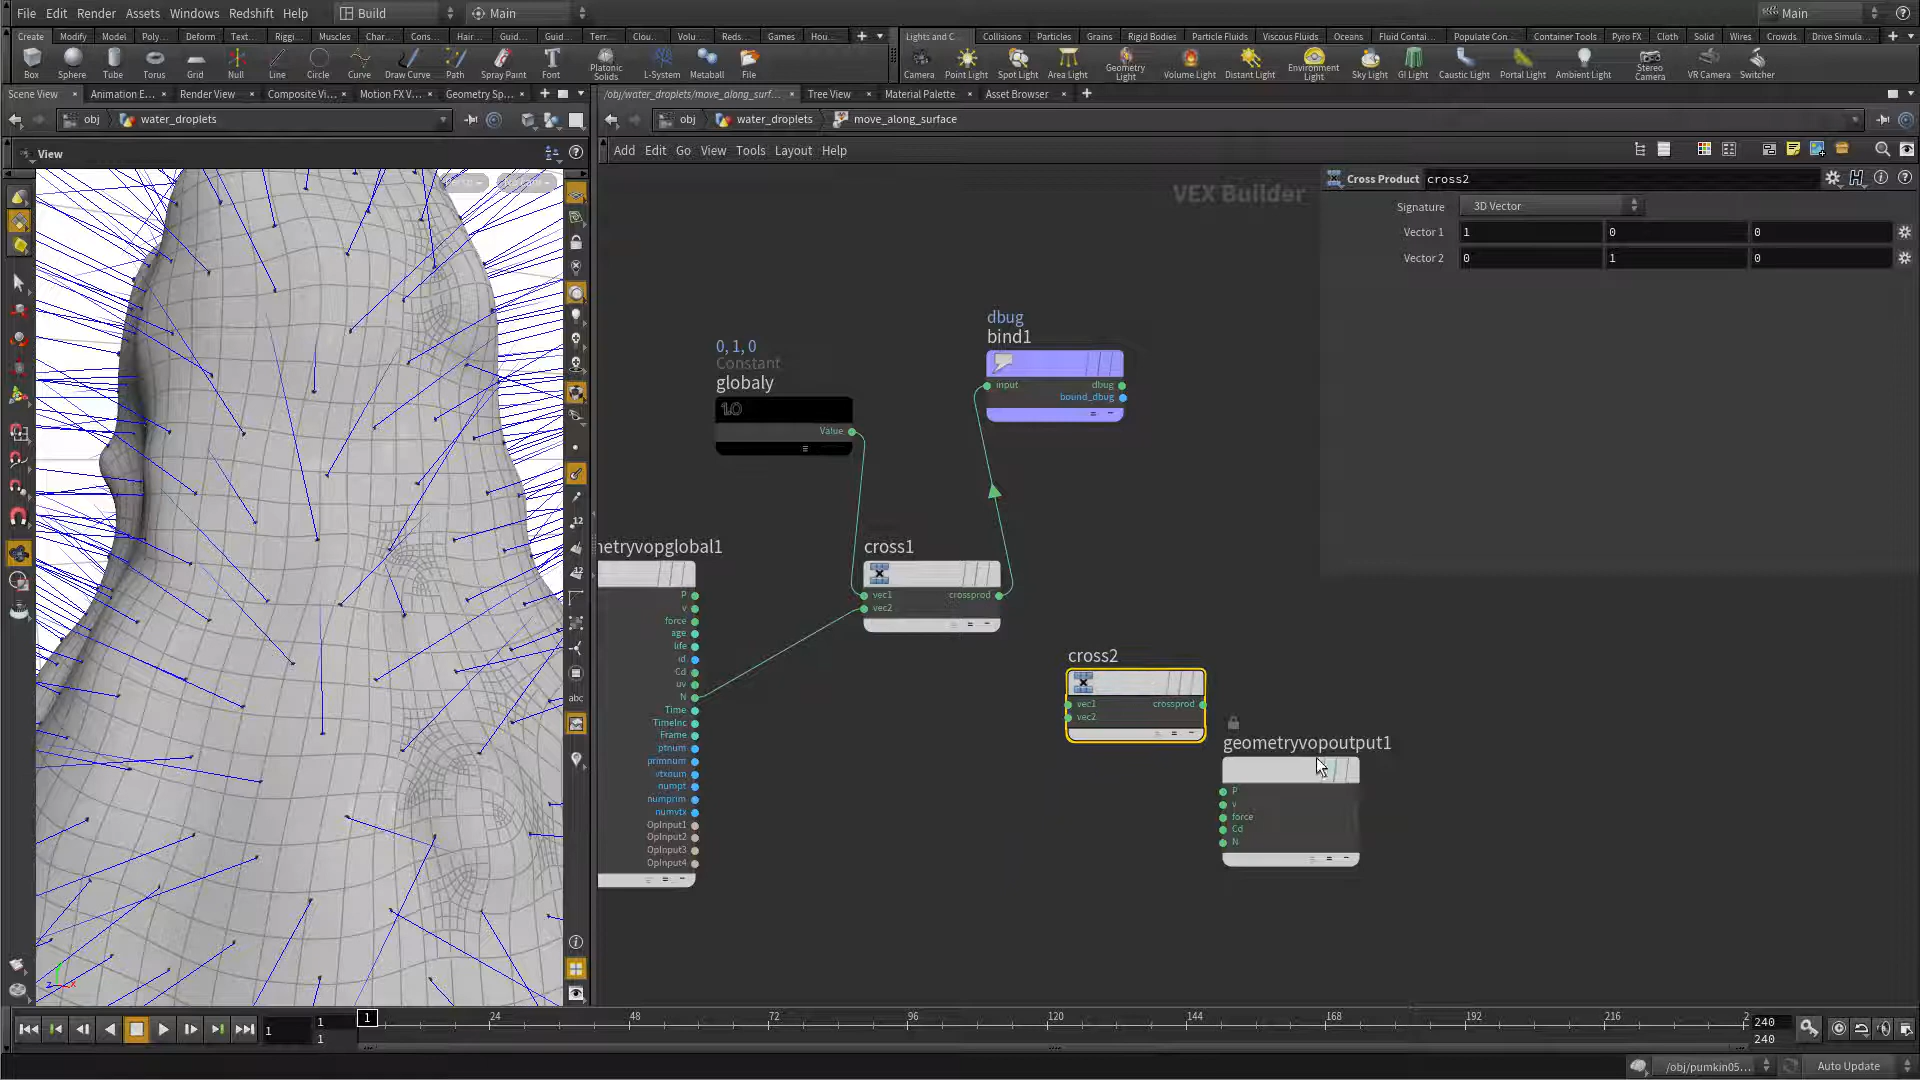 File Edit Render Assets Windows Redshift Help Build Main Main
Create Modify Model Poly... Deform Text... Riggi... Muscles Char... Cons... Hair... Guid... Guid... Terr... Clou... Volu... Reds... Games Hou...
Lights and C... Collisions Particles Grains Rigid Bodies Particle Fluids Viscous Fluids Oceans Fluid Contai... Populate Con... Container Tools Pyro FX Cloth Solid Wires Crowds Drive Simula...
Box Sphere Tube Torus Grid Null Line Circle Curve Draw Curve Path Spray Paint Font Platonic Solids L-System Metaball File
Camera Point Light Spot Light Area Light Geometry Light Volume Light Distant Light Environment Light Sky Light GI Light Caustic Light Portal Light Ambient Light Stereo Camera VR Camera Switcher
Scene View Animation E... Render View Composite Vi... Motion FX V... Geometry Sp...
/obj/water_droplets/move_along_surf... Tree View Material Palette Asset Browser
obj water_droplets
obj water_droplets move_along_surface
View
Add Edit Go View Tools Layout Help
VEX Builder
Cross Product cross2
Signature 3D Vector
Vector 1 1 0 0
Vector 2 0 1 0
dbug
bind1
input dbug
bound_dbug
0, 1, 0
Constant
globaly
1.0
Value
etryvopglobal1
P
v
force
age
life
id
Cd
uv
N
Time
TimeInc
Frame
ptnum
primnum
vtxnum
numpt
numprim
numvtx
OpInput1
OpInput2
OpInput3
OpInput4
cross1
vec1 crossprod
vec2
cross2
vec1 crossprod
vec2
geometryvopoutput1
P
v
force
Cd
N
12
12
abc
z x
1 1 1
1 24 48 72 96 120 144 168 192 216 2
240
240
/obj/pumkin05... Auto Update